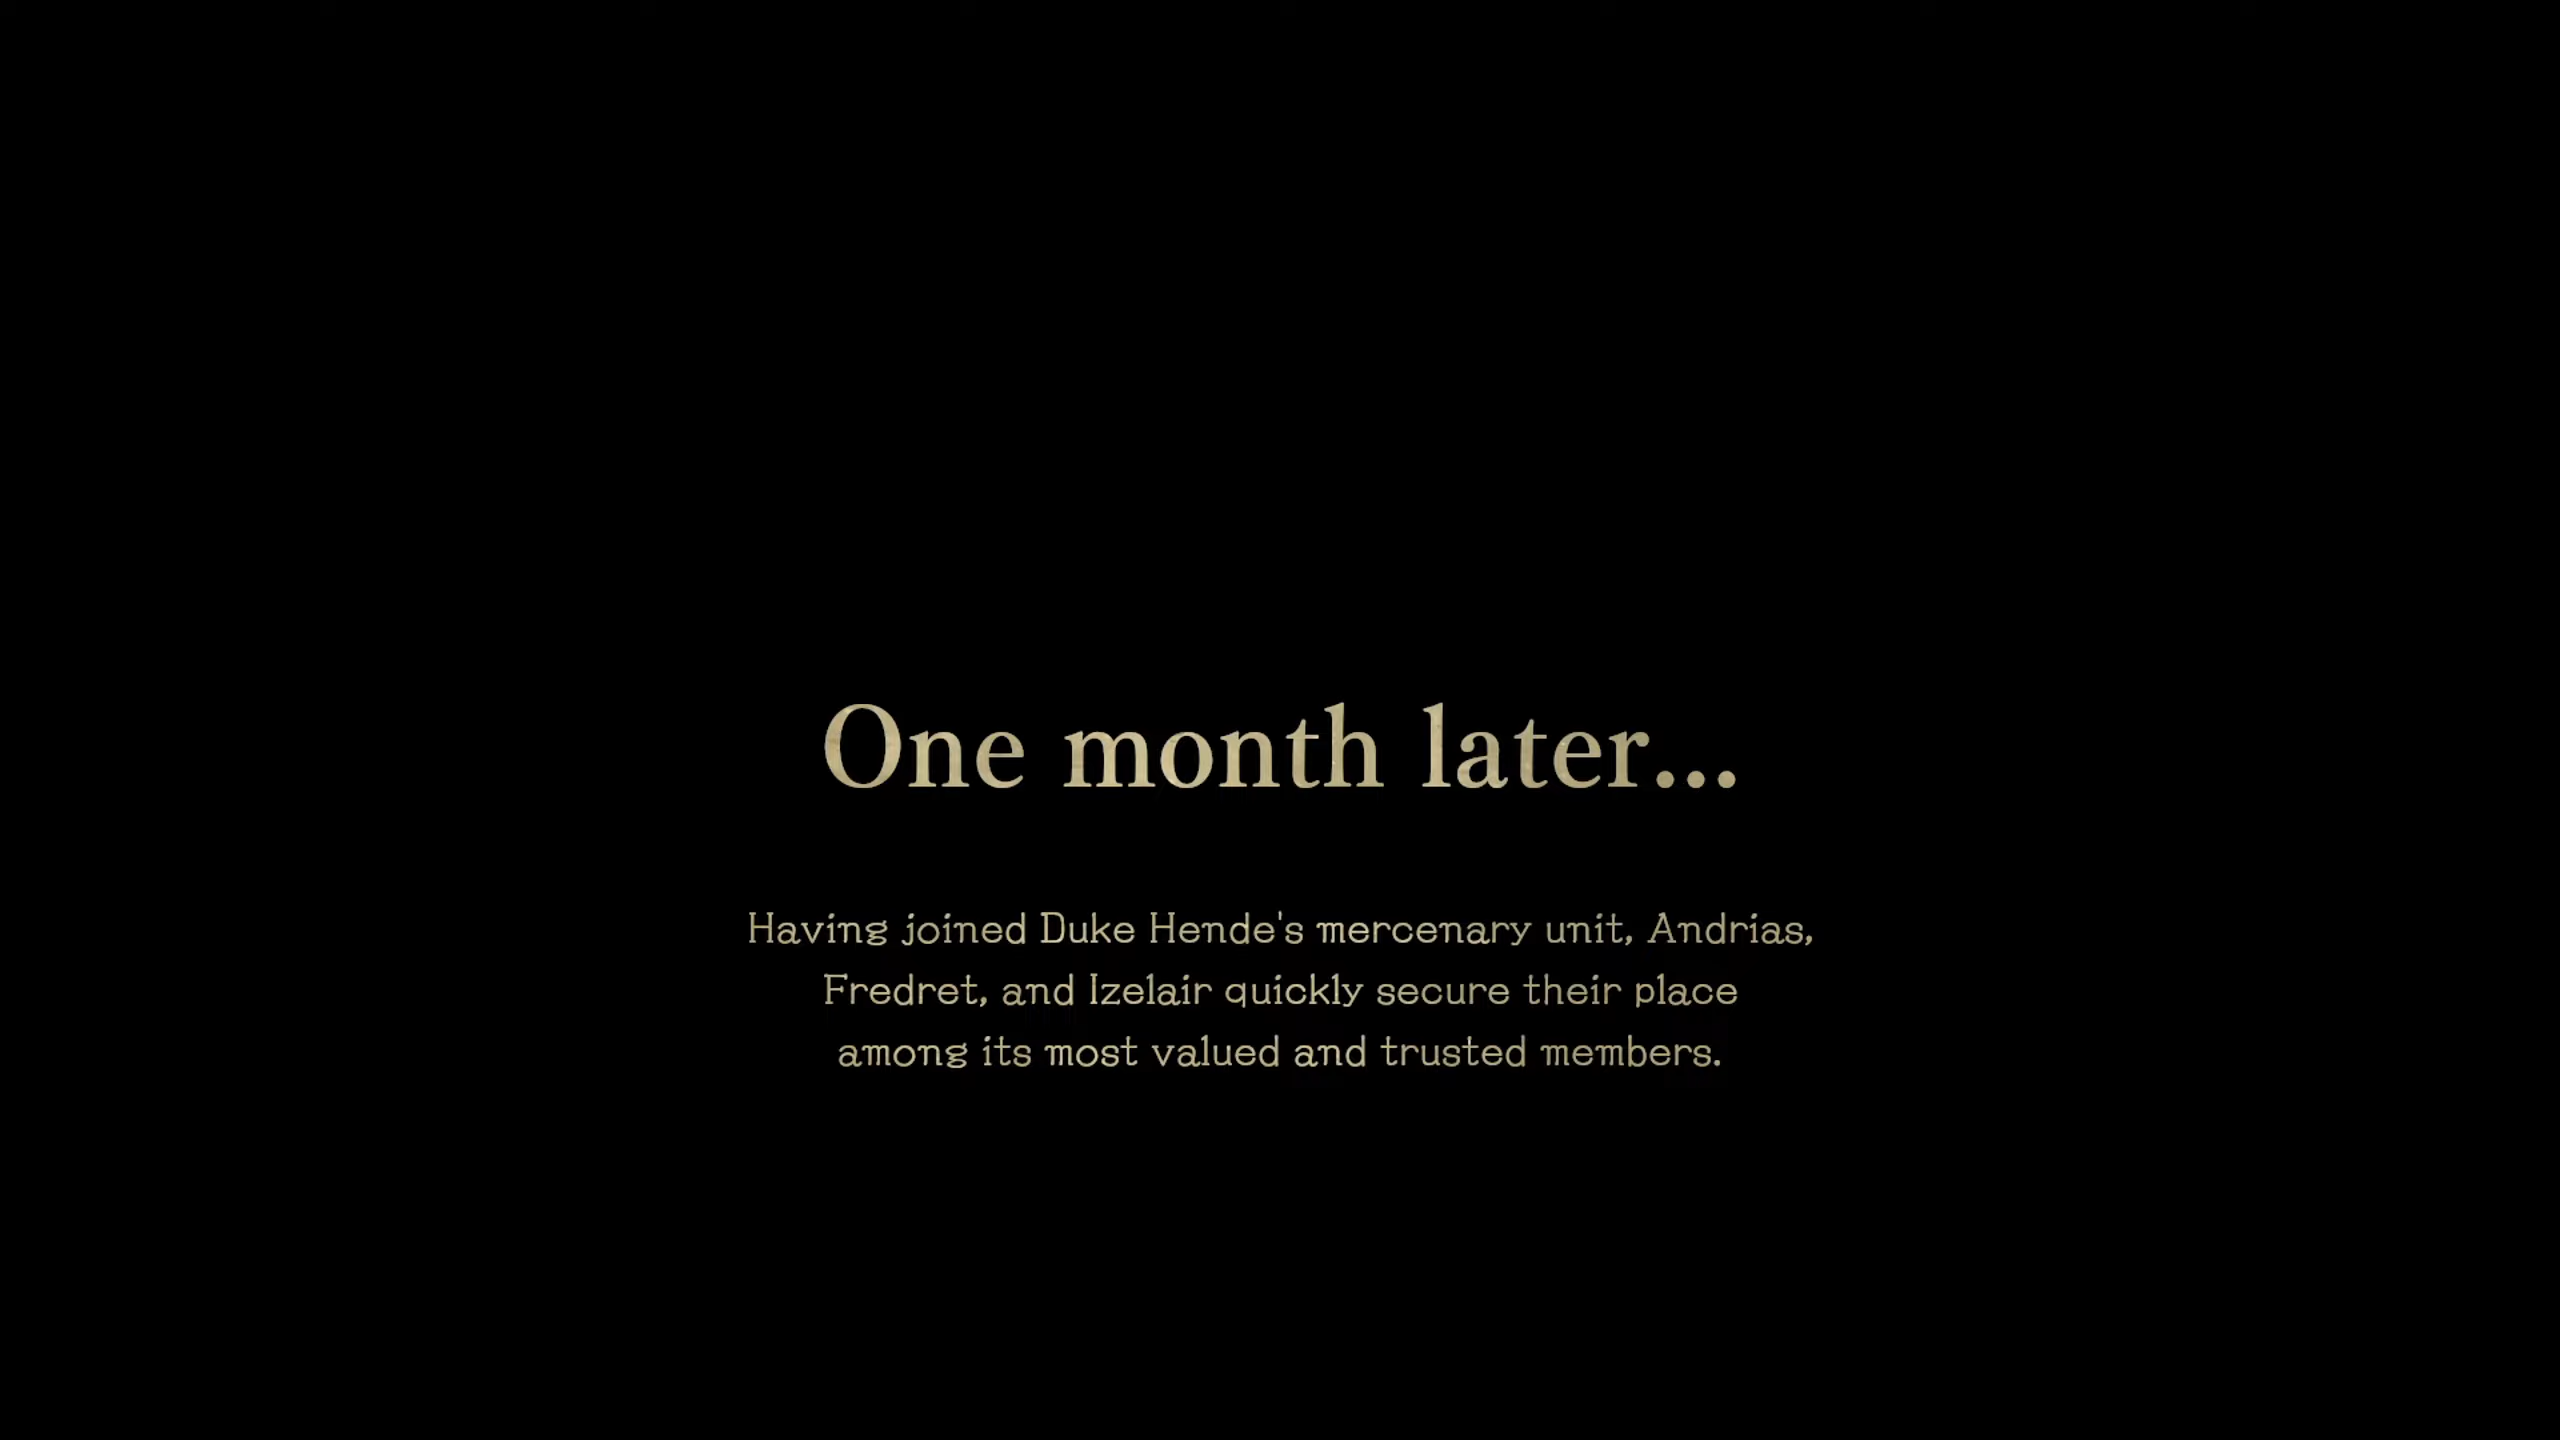 One month later...
Having joined Duke Hende's mercenary unit, Andrias,
Fredret, and Izelair quickly secure their place
among its most valued and trusted members.